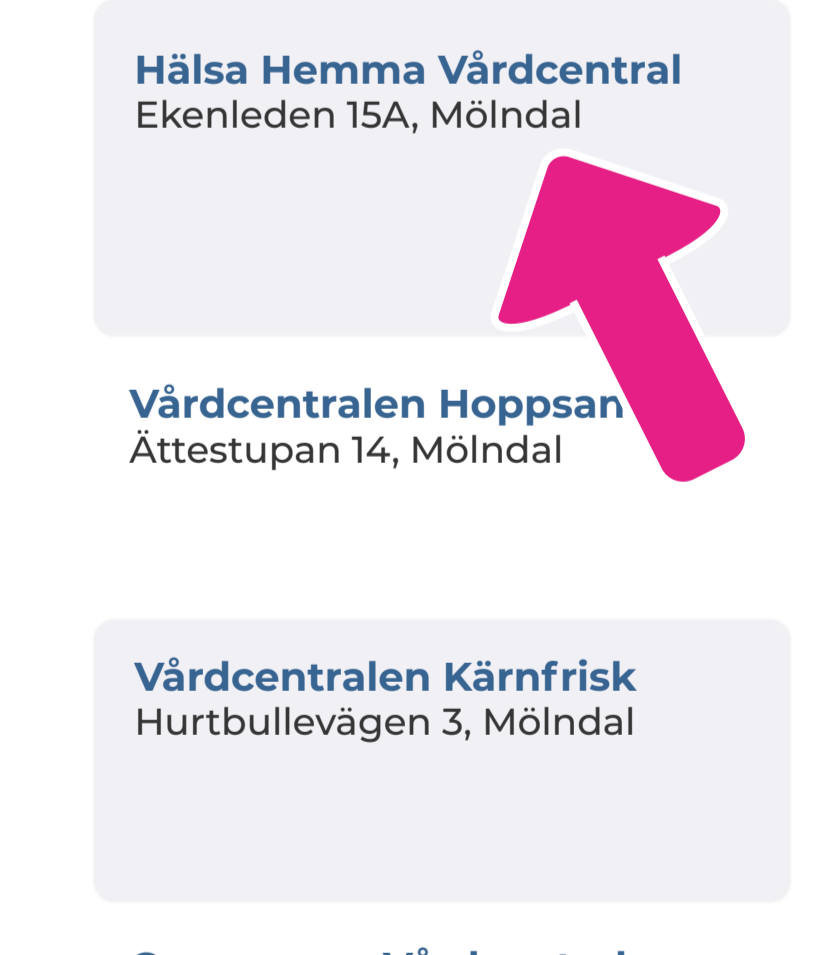 Hälsa Hemma Vårdcentral
Ekenleden 15A, Mölndal
Vårdcentralen Hoppsan
Ättestupan 14, Mölndal
Vårdcentralen Kärnfrisk
Hurtbullevägen 3, Mölndal